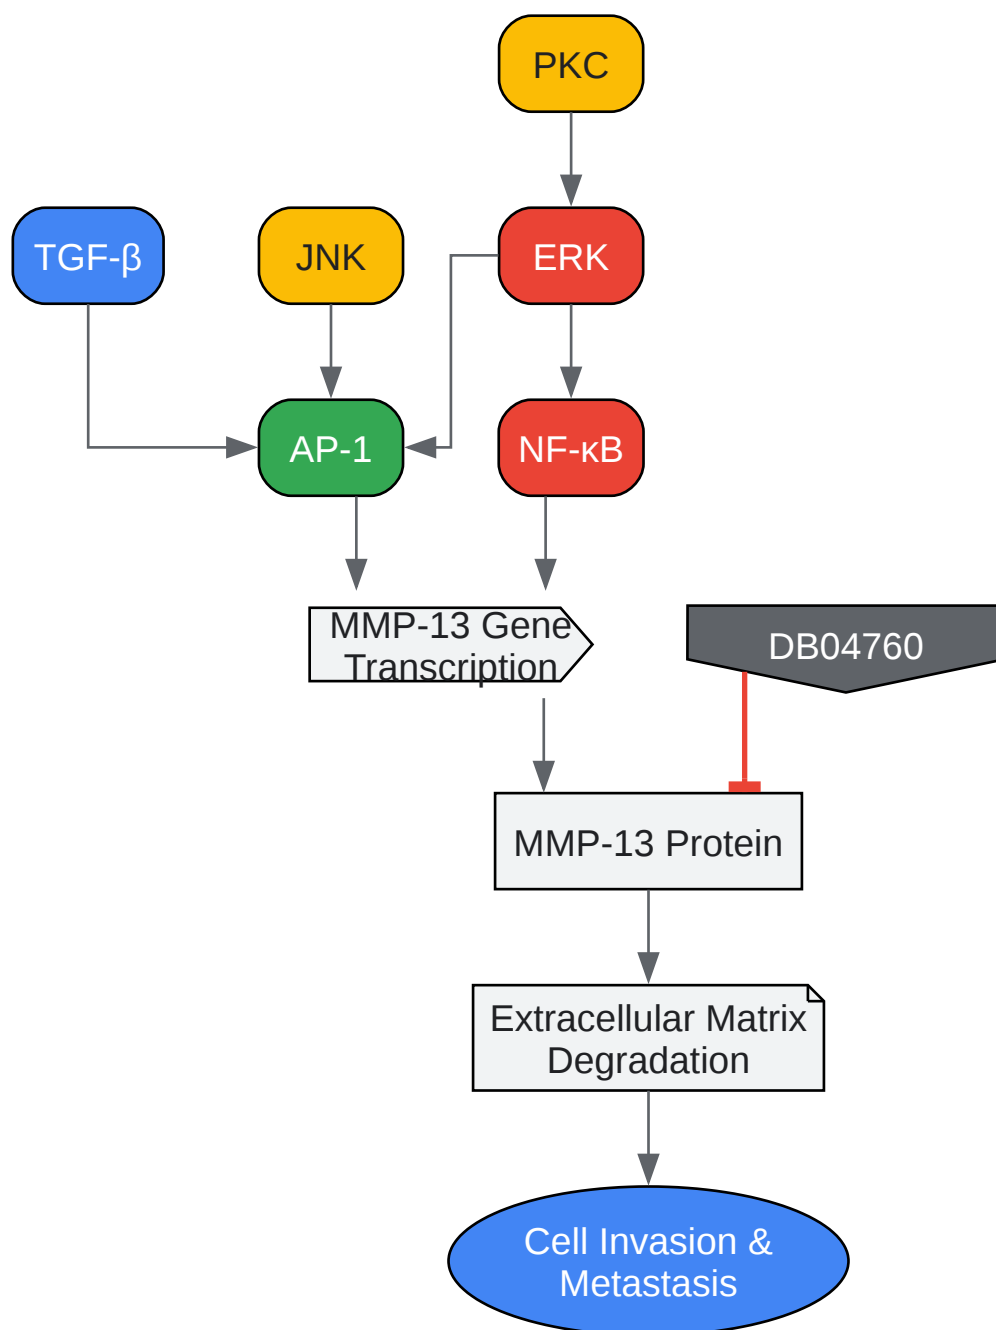 PKC
TGF-β
JNK
ERK
AP-1
NF-κB
MMP-13 Gene
Transcription
DB04760
MMP-13 Protein
Extracellular Matrix
Degradation
Cell Invasion &
Metastasis